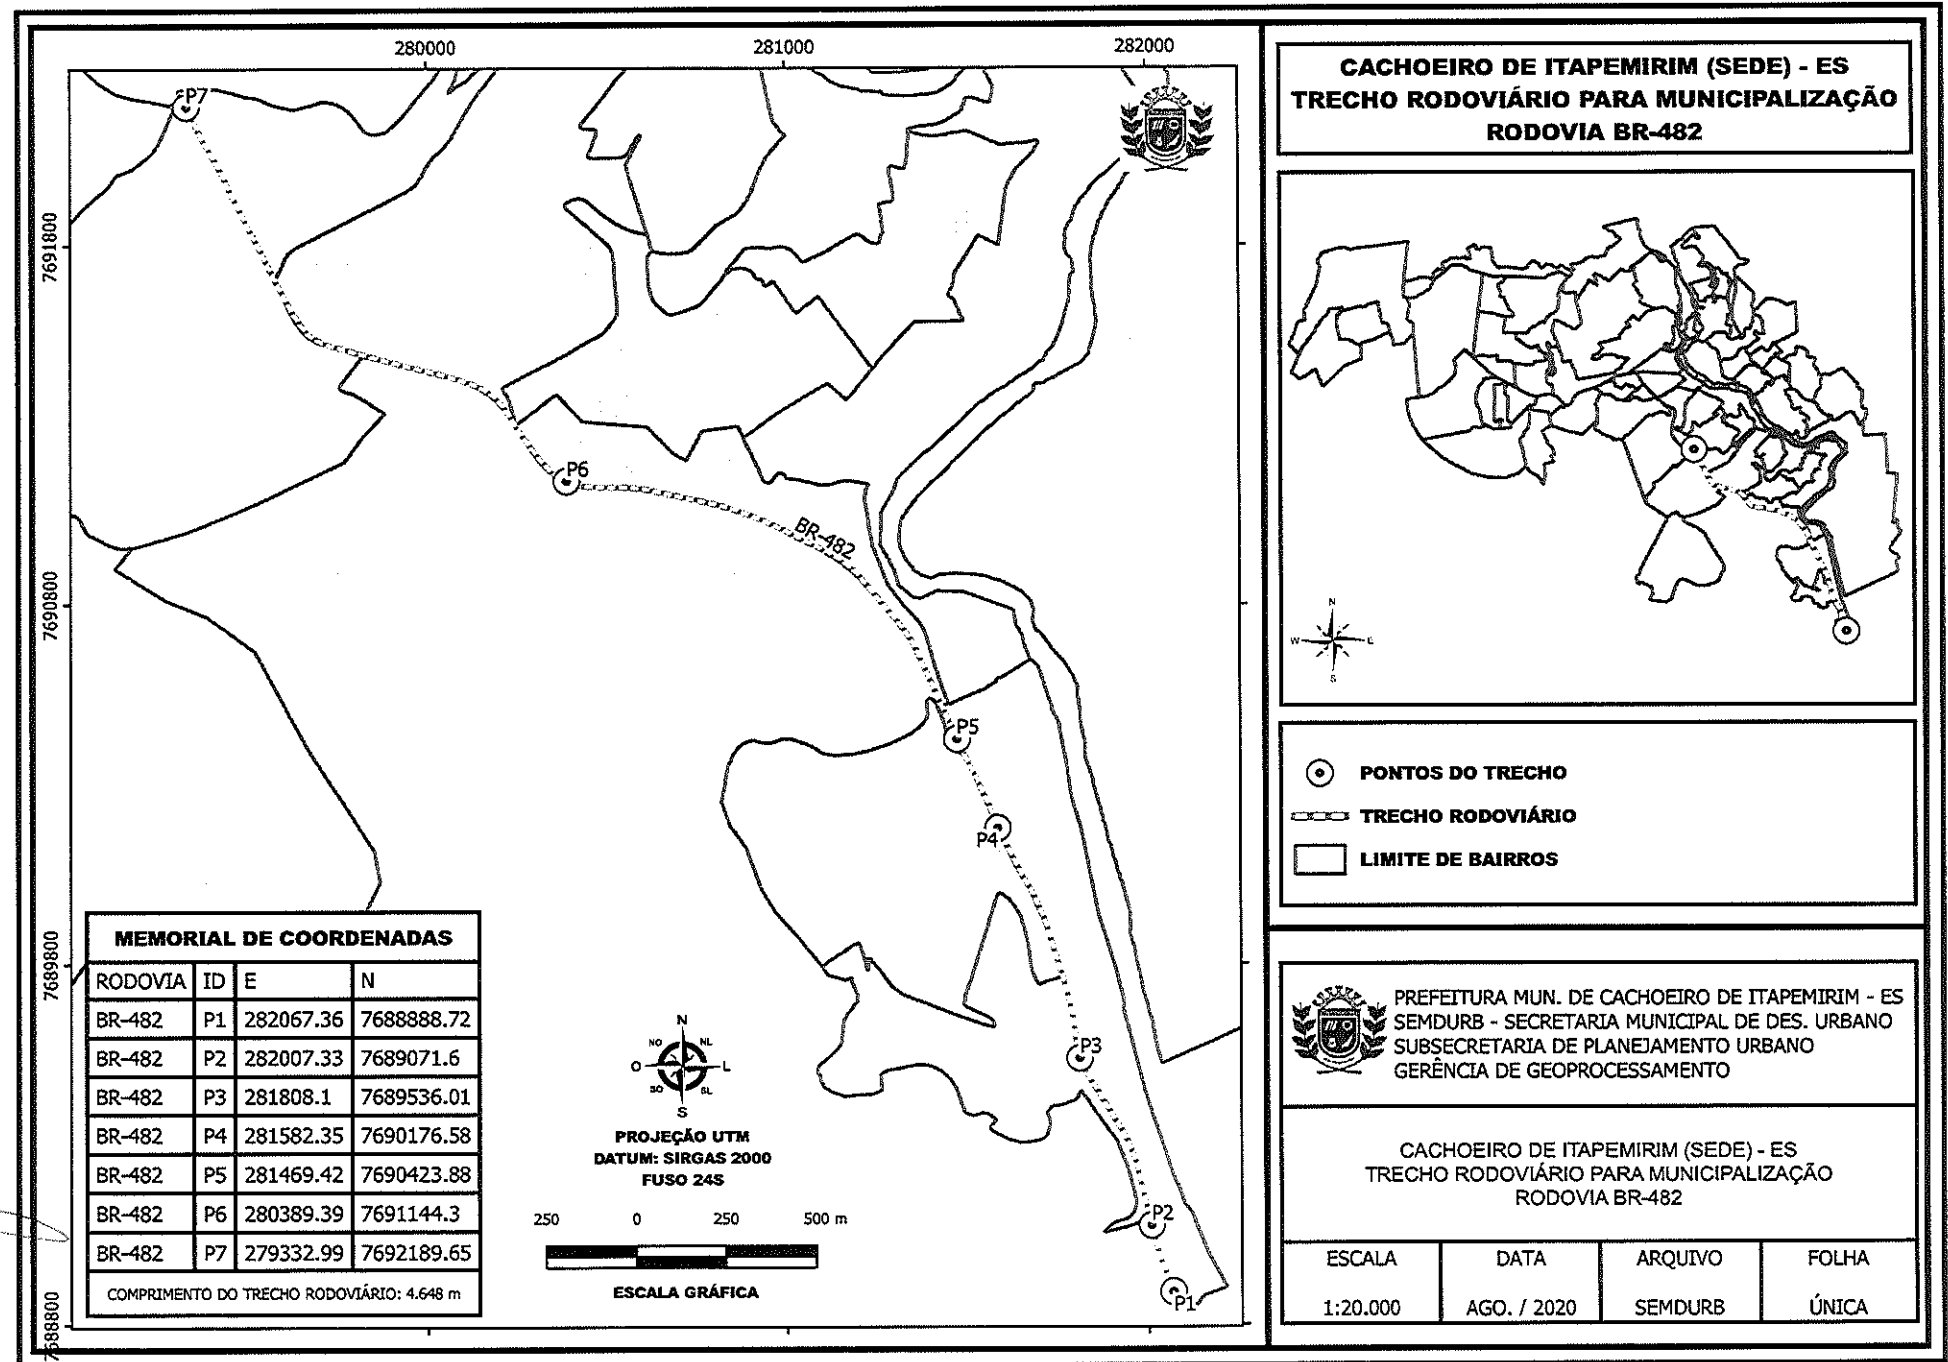 280000
281000
282000
7691800
7690800
7689800
7688800
P7
P6
BR-482
P5
P4
P3
P2
P1
MEMORIAL DE COORDENADAS
RODOVIA ID E N
BR-482 P1 282067.36 7688888.72
BR-482 P2 282007.33 7689071.6
BR-482 P3 281808.1 7689536.01
BR-482 P4 281582.35 7690176.58
BR-482 P5 281469.42 7690423.88
BR-482 P6 280389.39 7691144.3
BR-482 P7 279332.99 7692189.65
COMPRIMENTO DO TRECHO RODOVIÁRIO: 4.648 m
N
NO NL
O L
SO SL
S
PROJEÇÃO UTM
DATUM: SIRGAS 2000
FUSO 24S
250 0 250 500 m
ESCALA GRÁFICA
CACHOEIRO DE ITAPEMIRIM (SEDE) - ES
TRECHO RODOVIÁRIO PARA MUNICIPALIZAÇÃO
RODOVIA BR-482
N
W E
S
PONTOS DO TRECHO
TRECHO RODOVIÁRIO
LIMITE DE BAIRROS
PREFEITURA MUN. DE CACHOEIRO DE ITAPEMIRIM - ES
SEMDURB - SECRETARIA MUNICIPAL DE DES. URBANO
SUBSECRETARIA DE PLANEJAMENTO URBANO
GERÊNCIA DE GEOPROCESSAMENTO
CACHOEIRO DE ITAPEMIRIM (SEDE) - ES
TRECHO RODOVIÁRIO PARA MUNICIPALIZAÇÃO
RODOVIA BR-482
ESCALA DATA ARQUIVO FOLHA
1:20.000 AGO. / 2020 SEMDURB ÚNICA